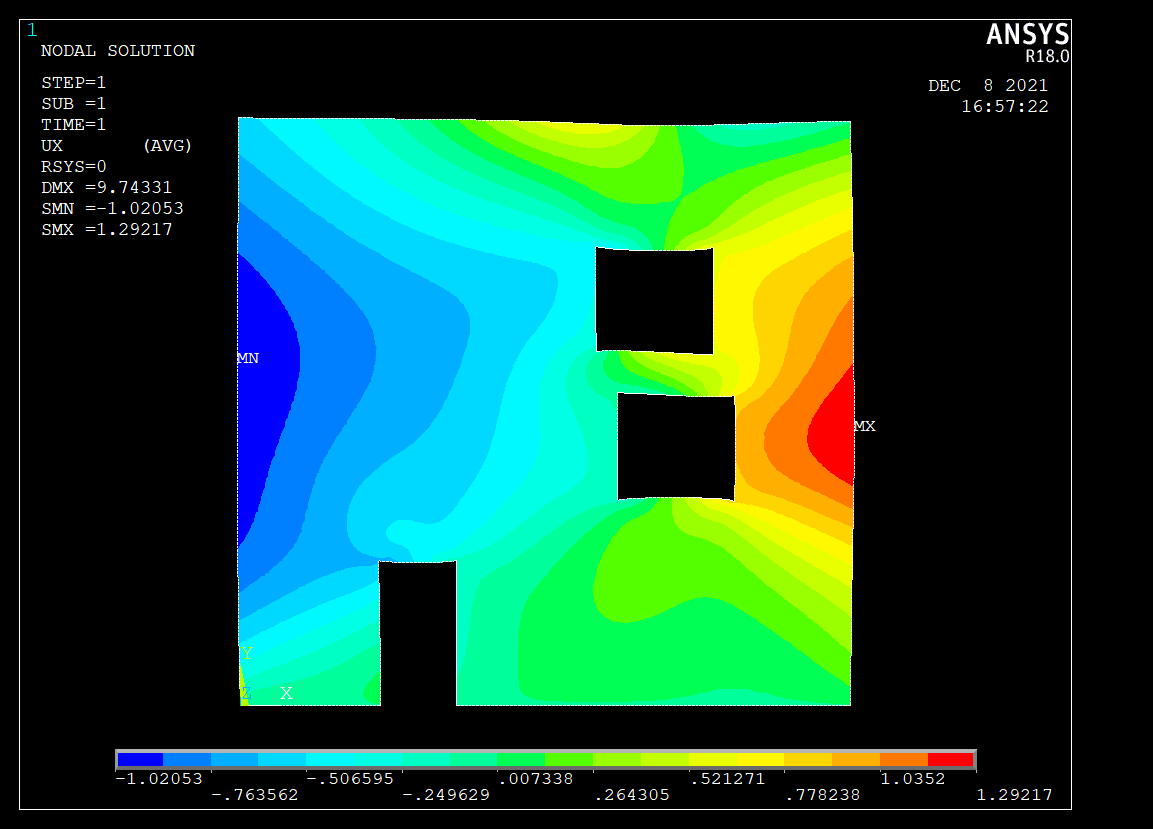 1
ANSYS
R18.0
NODAL SOLUTION
STEP=1
SUB =1
TIME=1
UX (AVG)
RSYS=0
DMX =9.74331
SMN =-1.02053
SMX =1.29217
DEC 8 2021
16:57:22
MN
MX
Y
Z X
-1.02053 -.506595 .007338 .521271 1.0352
-.763562 -.249629 .264305 .778238 1.29217